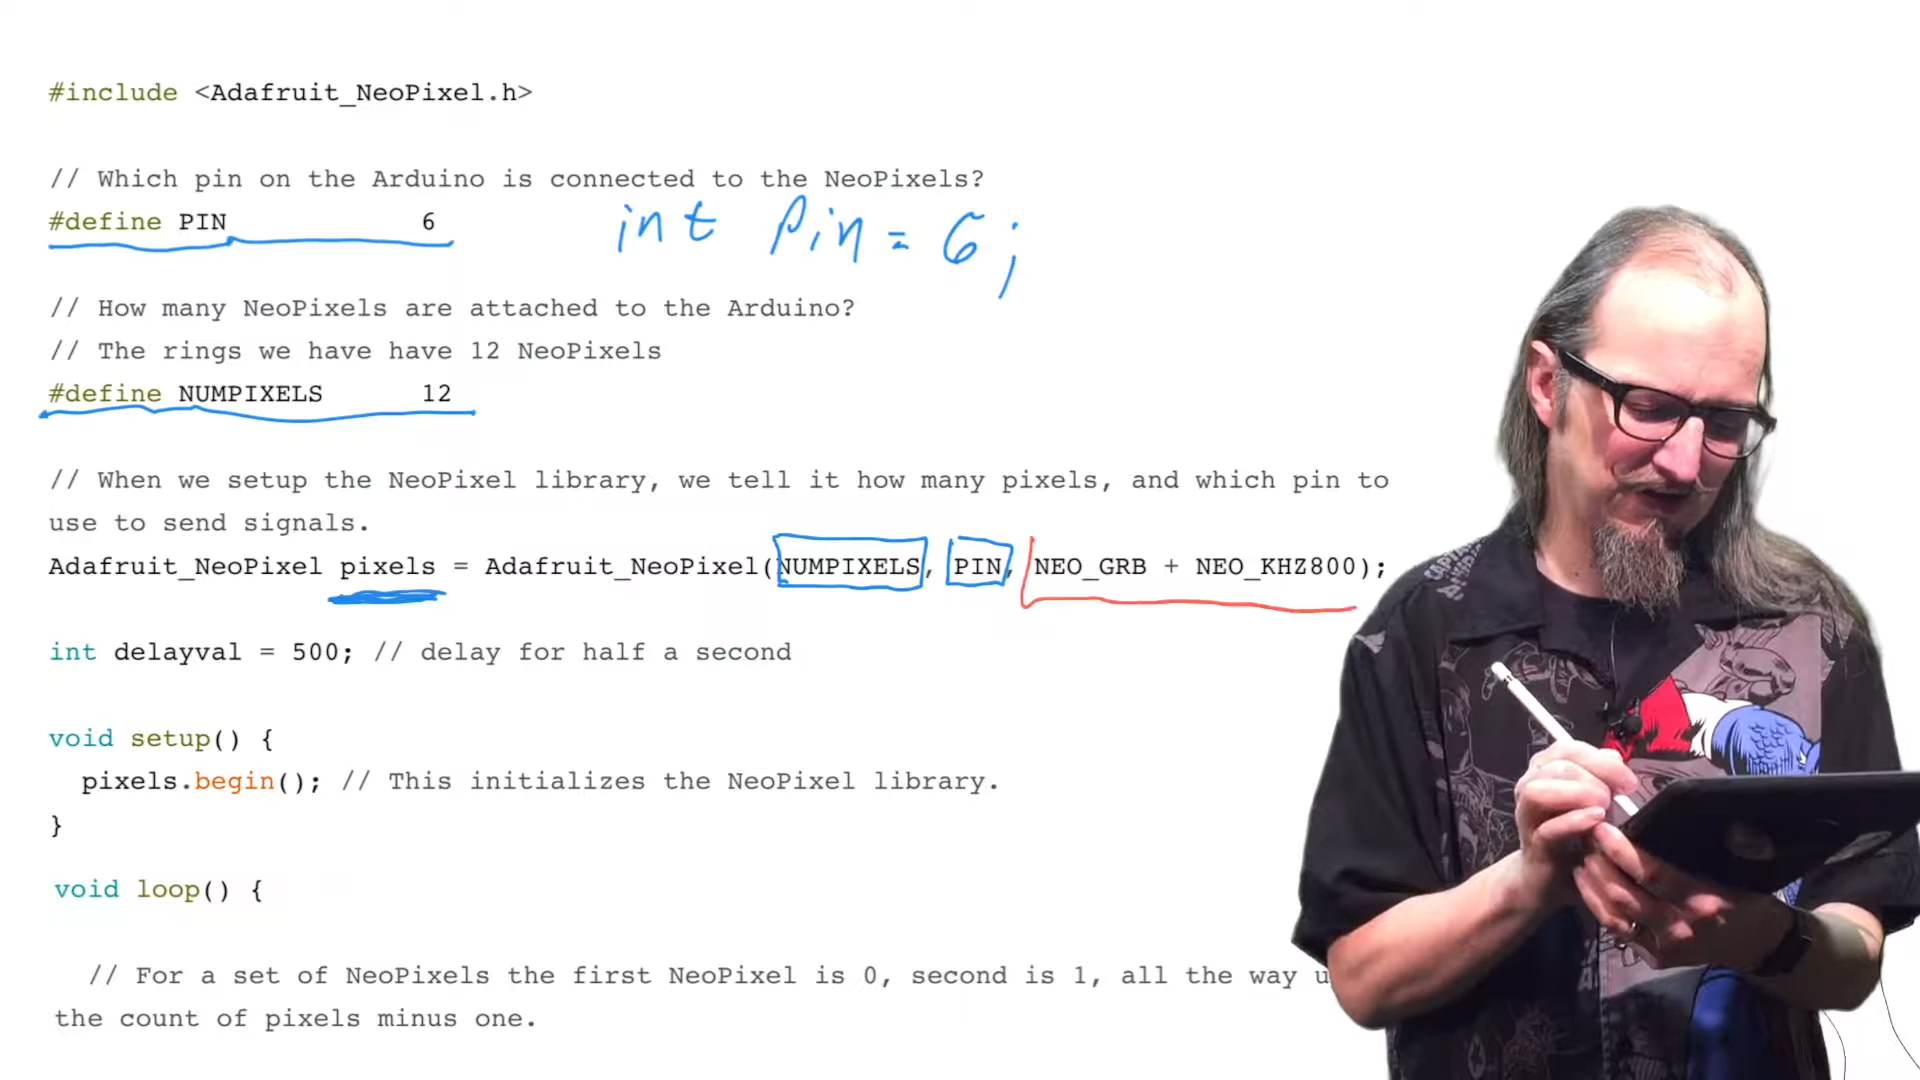 #include <Adafruit_NeoPixel.h>
// Which pin on the Arduino is connected to the NeoPixels?
#define PIN 6
int Pin = 6;
// How many NeoPixels are attached to the Arduino?
// The rings we have have 12 NeoPixels
#define NUMPIXELS 12
// When we setup the NeoPixel library, we tell it how many pixels, and which pin to
use to send signals.
Adafruit_NeoPixel pixels = Adafruit_NeoPixel(NUMPIXELS, PIN, NEO_GRB + NEO_KHZ800);
int delayval = 500; // delay for half a second
void setup() {
pixels.begin(); // This initializes the NeoPixel library.
}
void loop() {
// For a set of NeoPixels the first NeoPixel is 0, second is 1, all the way
the count of pixels minus one.